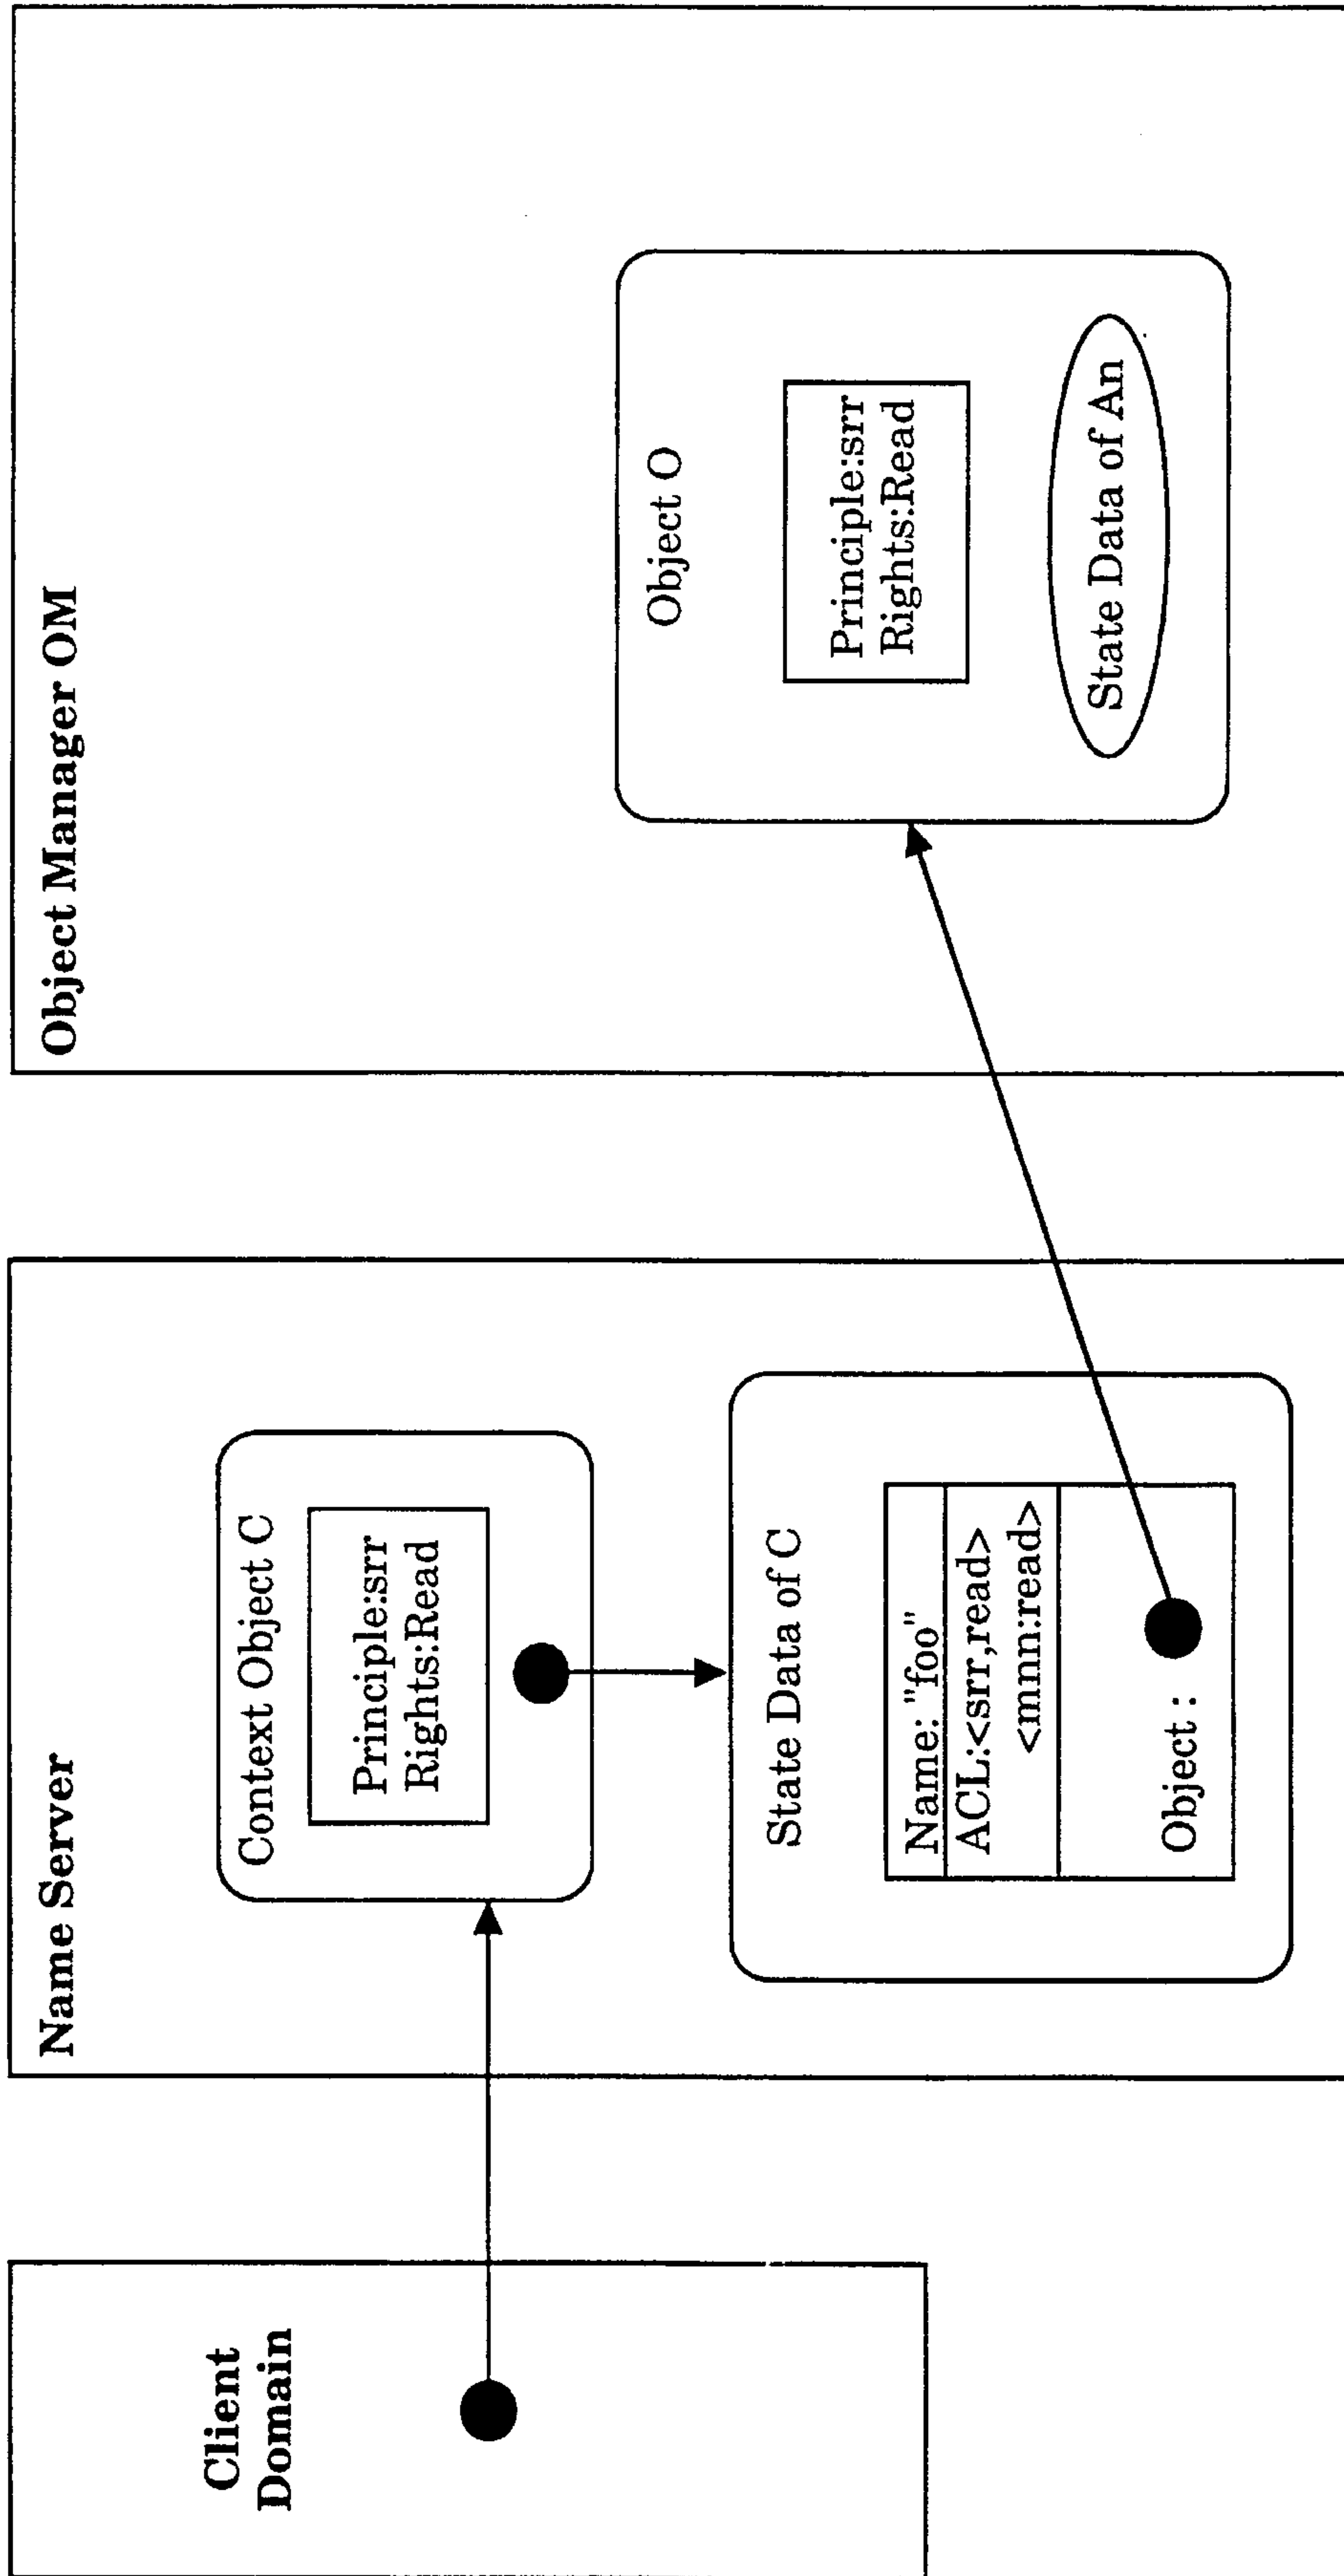 Client
Domain
Name Server
Context Object C
Principle:srr
Rights:Read
State Data of C
Name: "foo"
ACL:<srr,read>
<mnn:read>
Object :
Object Manager OM
Object O
Principle:srr
Rights:Read
State Data of An